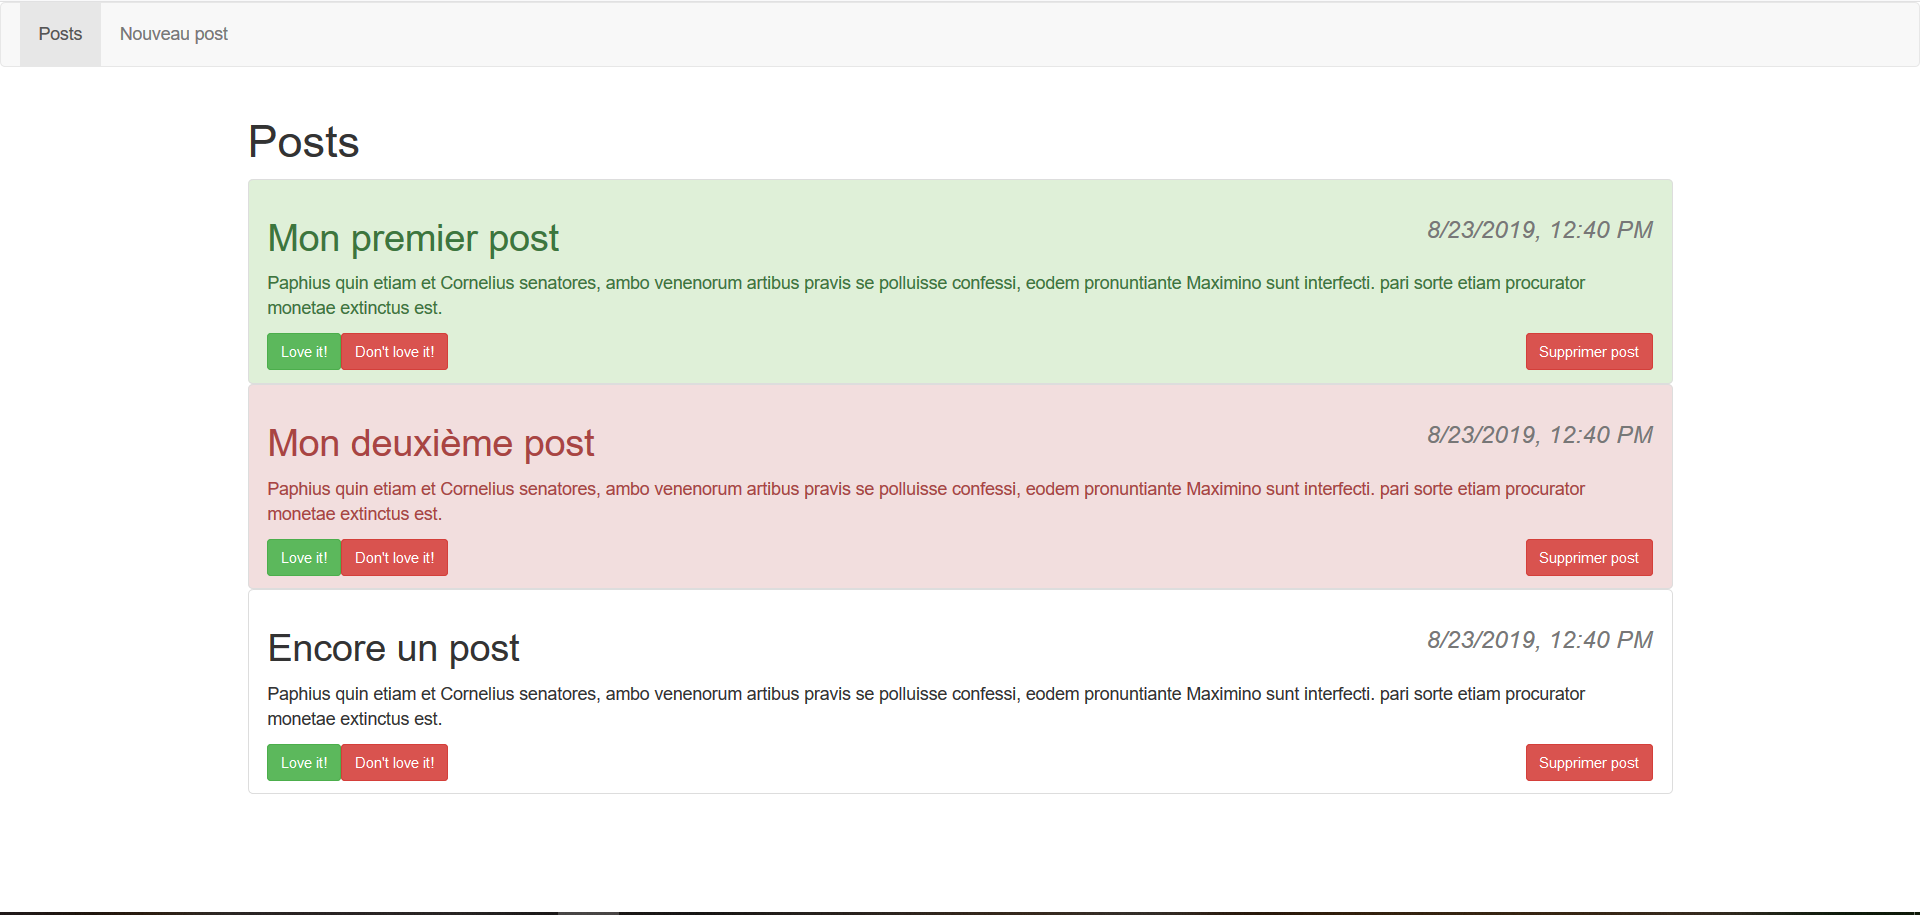 Posts Nouveau post
Posts
Mon premier post 8/23/2019, 12:40 PM
Paphius quin etiam et Cornelius senatores, ambo venenorum artibus pravis se polluisse confessi, eodem pronuntiante Maximino sunt interfecti. pari sorte etiam procurator
monetae extinctus est.
Love it! Don't love it! Supprimer post
Mon deuxième post 8/23/2019, 12:40 PM
Paphius quin etiam et Cornelius senatores, ambo venenorum artibus pravis se polluisse confessi, eodem pronuntiante Maximino sunt interfecti. pari sorte etiam procurator
monetae extinctus est.
Love it! Don't love it! Supprimer post
Encore un post 8/23/2019, 12:40 PM
Paphius quin etiam et Cornelius senatores, ambo venenorum artibus pravis se polluisse confessi, eodem pronuntiante Maximino sunt interfecti. pari sorte etiam procurator
monetae extinctus est.
Love it! Don't love it! Supprimer post